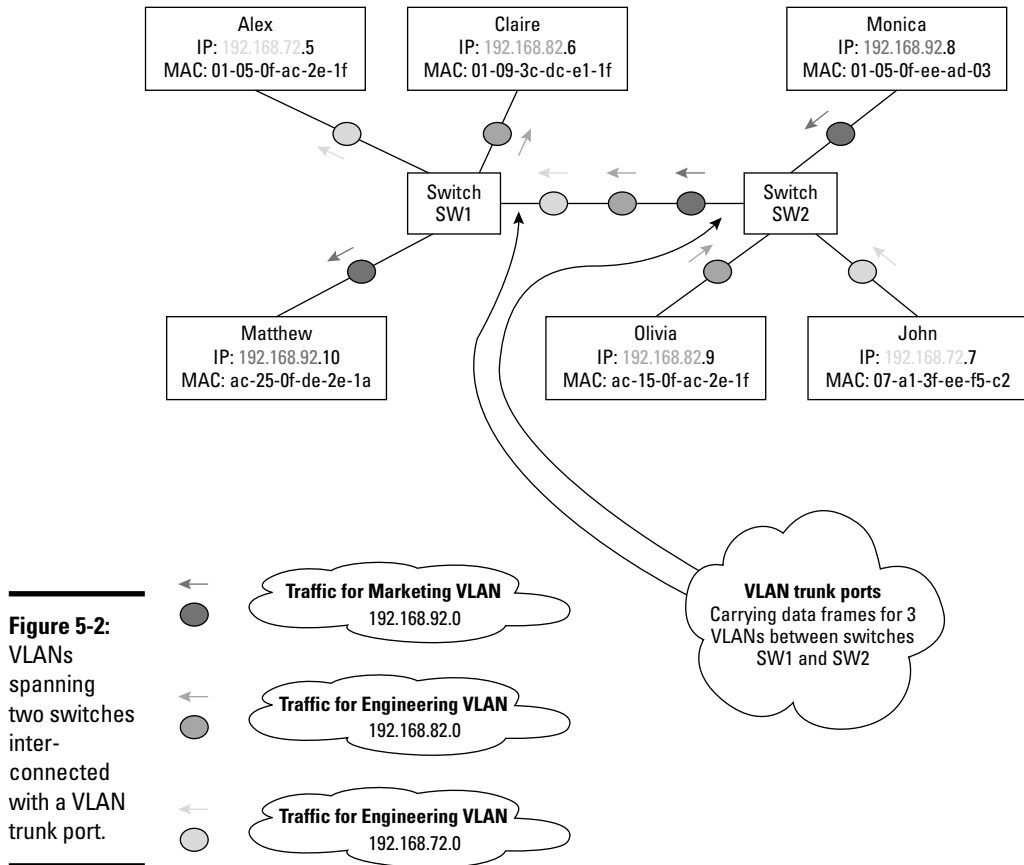 Alex
IP: 192.168.72.5
MAC: 01-05-0f-ac-2e-1f
Claire
IP: 192.168.82.6
MAC: 01-09-3c-dc-e1-1f
Monica
IP: 192.168.92.8
MAC: 01-05-0f-ee-ad-03
Switch
SW1
Switch
SW2
Matthew
IP: 192.168.92.10
MAC: ac-25-0f-de-2e-1a
Olivia
IP: 192.168.82.9
MAC: ac-15-0f-ac-2e-1f
John
IP: 192.168.72.7
MAC: 07-a1-3f-ee-f5-c2
VLAN trunk ports
Carrying data frames for 3
VLANs between switches
SW1 and SW2
Traffic for Marketing VLAN
192.168.92.0
Traffic for Engineering VLAN
192.168.82.0
Traffic for Engineering VLAN
192.168.72.0
Figure 5-2:
VLANs
spanning
two switches
inter-
connected
with a VLAN
trunk port.